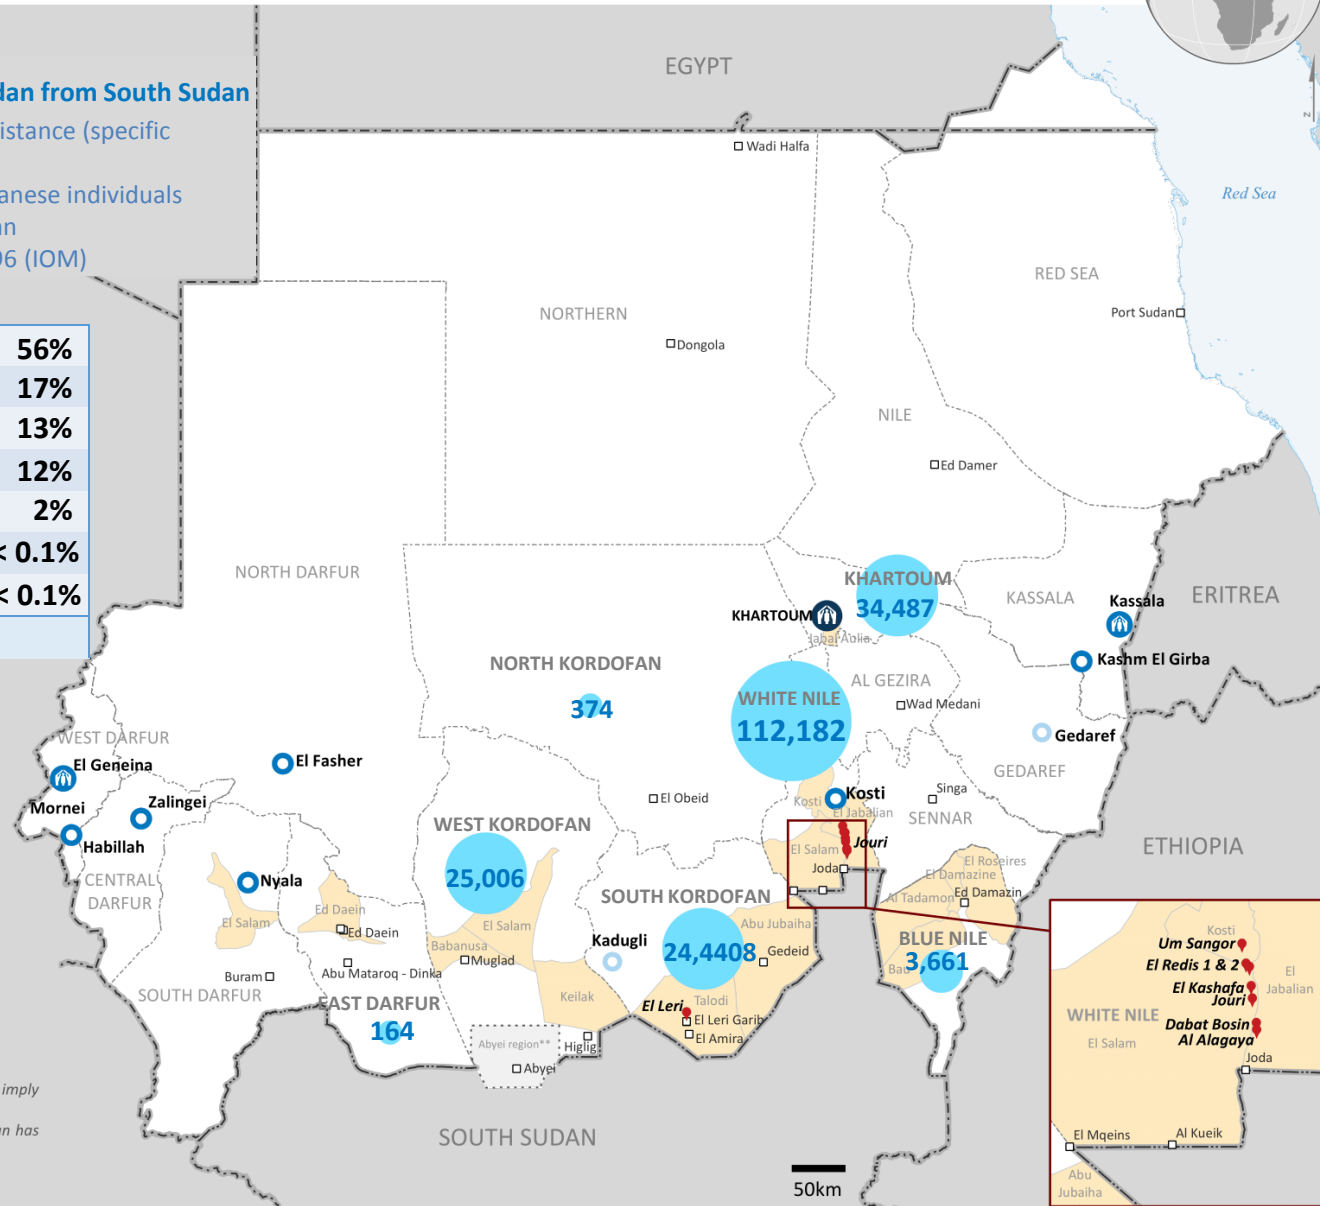 EGYPT
dan from South Sudan
istance (specific
anese individuals
an
96 (IOM)
Wadi Halfa
Red Sea
RED SEA
Port Sudan
NORTHERN
Dongola
56%
17%
13%
12%
2%
< 0.1%
< 0.1%
NILE
Ed Damer
NORTH DARFUR
KHARTOUM
34,487
KHARTOUM
Jabal Aulia
KASSALA
Kassala
ERITREA
Kashm El Girba
NORTH KORDOFAN
374
WHITE NILE
112,182
AL GEZIRA
Wad Medani
Gedaref
GEDAREF
WEST DARFUR
El Geneina
El Fasher
Mornei
Zalingei
Habillah
El Obeid
Kosti
Kosti
El Jabalian
Singa
SENNAR
WEST KORDOFAN
25,006
Jouri
El Salam
Joda
ETHIOPIA
El Roseires
El Damazine
Ed Damazin
Al Tadamon
CENTRAL
DARFUR
Nyala
El Salam
Ed Daein
Ed Daein
El Salam
Babanusa
Muglad
SOUTH KORDOFAN
24,4408
Abu Jubaiha
Gedeid
Kadugli
BLUE NILE
3,661
Bau
Buram
Abu Mataroq - Dinka
SOUTH DARFUR
EAST DARFUR
164
Keilak
El Leri
Talodi
El Leri Garib
El Amira
Abyei region**
Higlig
Abyei
SOUTH SUDAN
50km
Kosti
Um Sangor
El Redis 1 & 2
El Kashafa
Jouri
El
Jabalian
WHITE NILE
Dabat Bosin
Al Alagaya
El Salam
Joda
El Mqeins
Al Kueik
Abu
Jubaiha
imply
an has
z